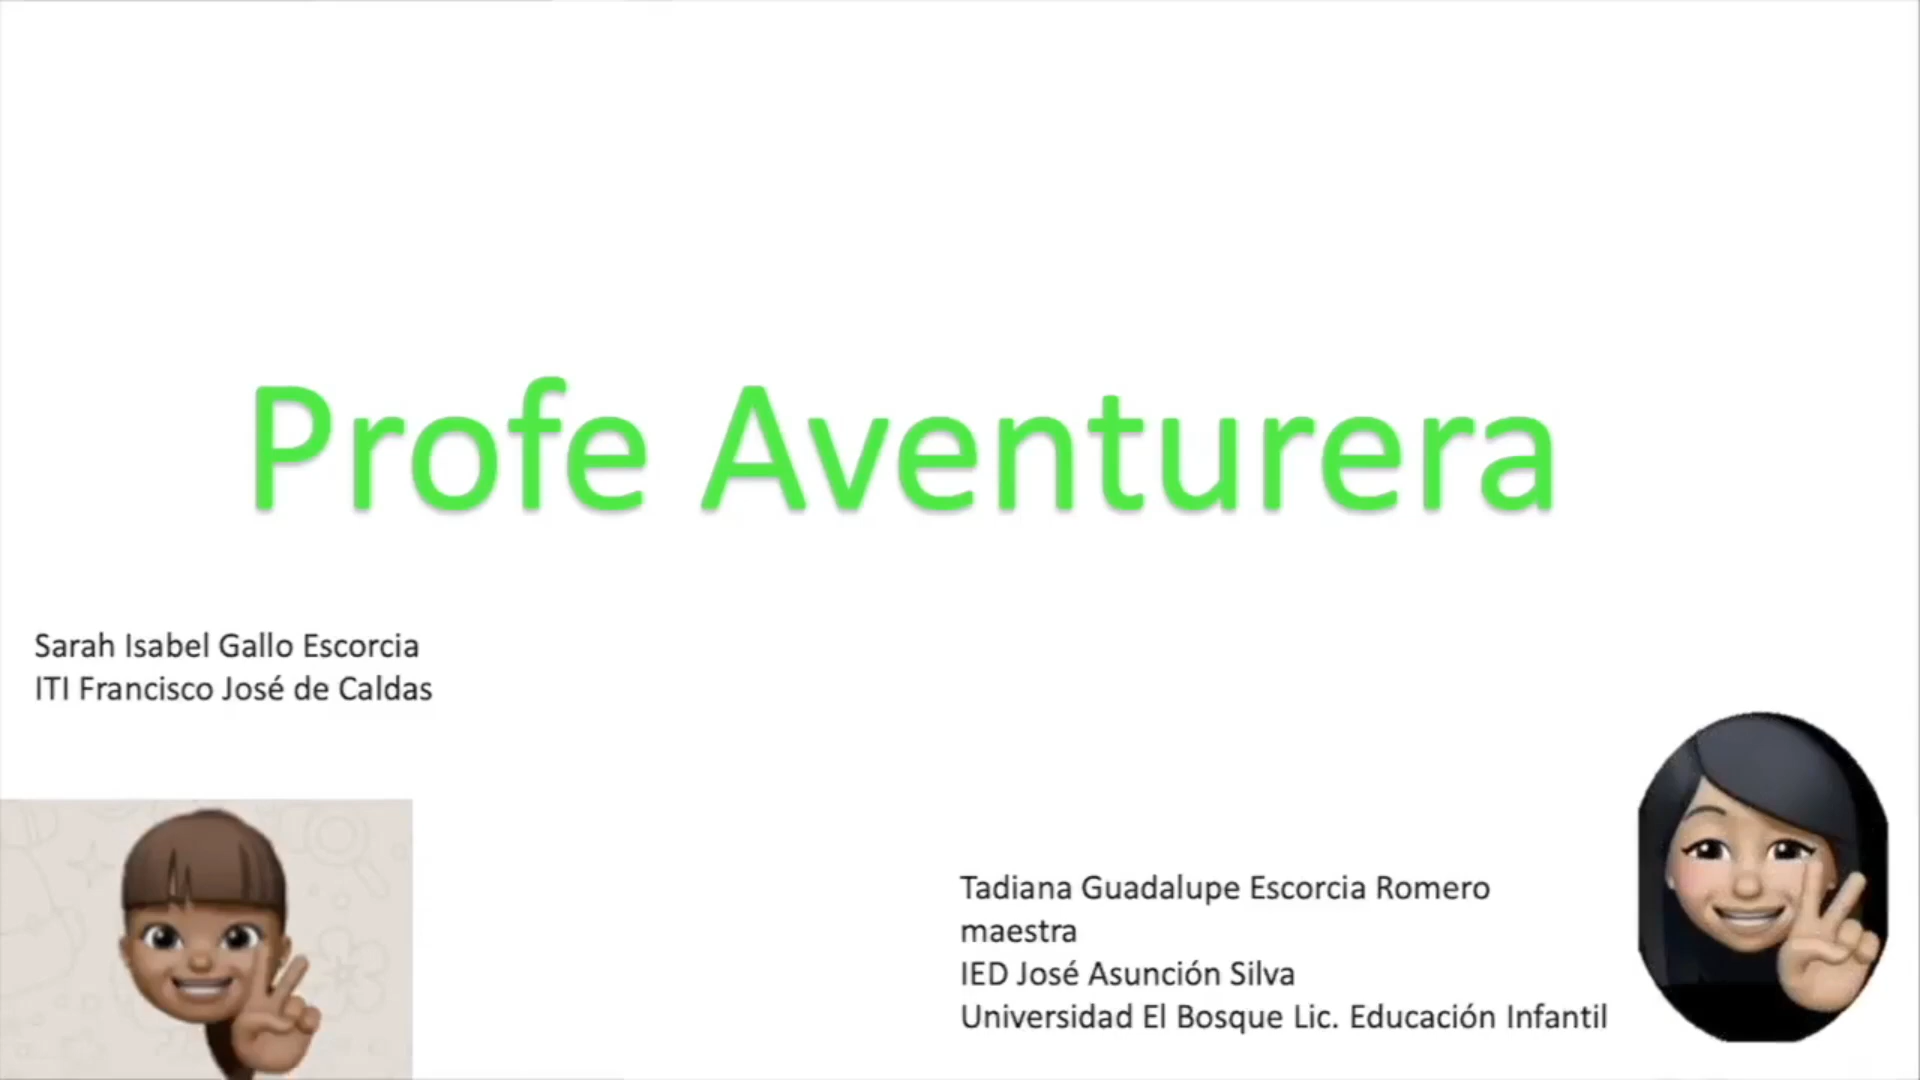 Profe Aventurera
Sarah Isabel Gallo Escorcia
ITI Francisco José de Caldas
Tadiana Guadalupe Escorcia Romero
maestra
IED José Asunción Silva
Universidad El Bosque Lic. Educación Infantil